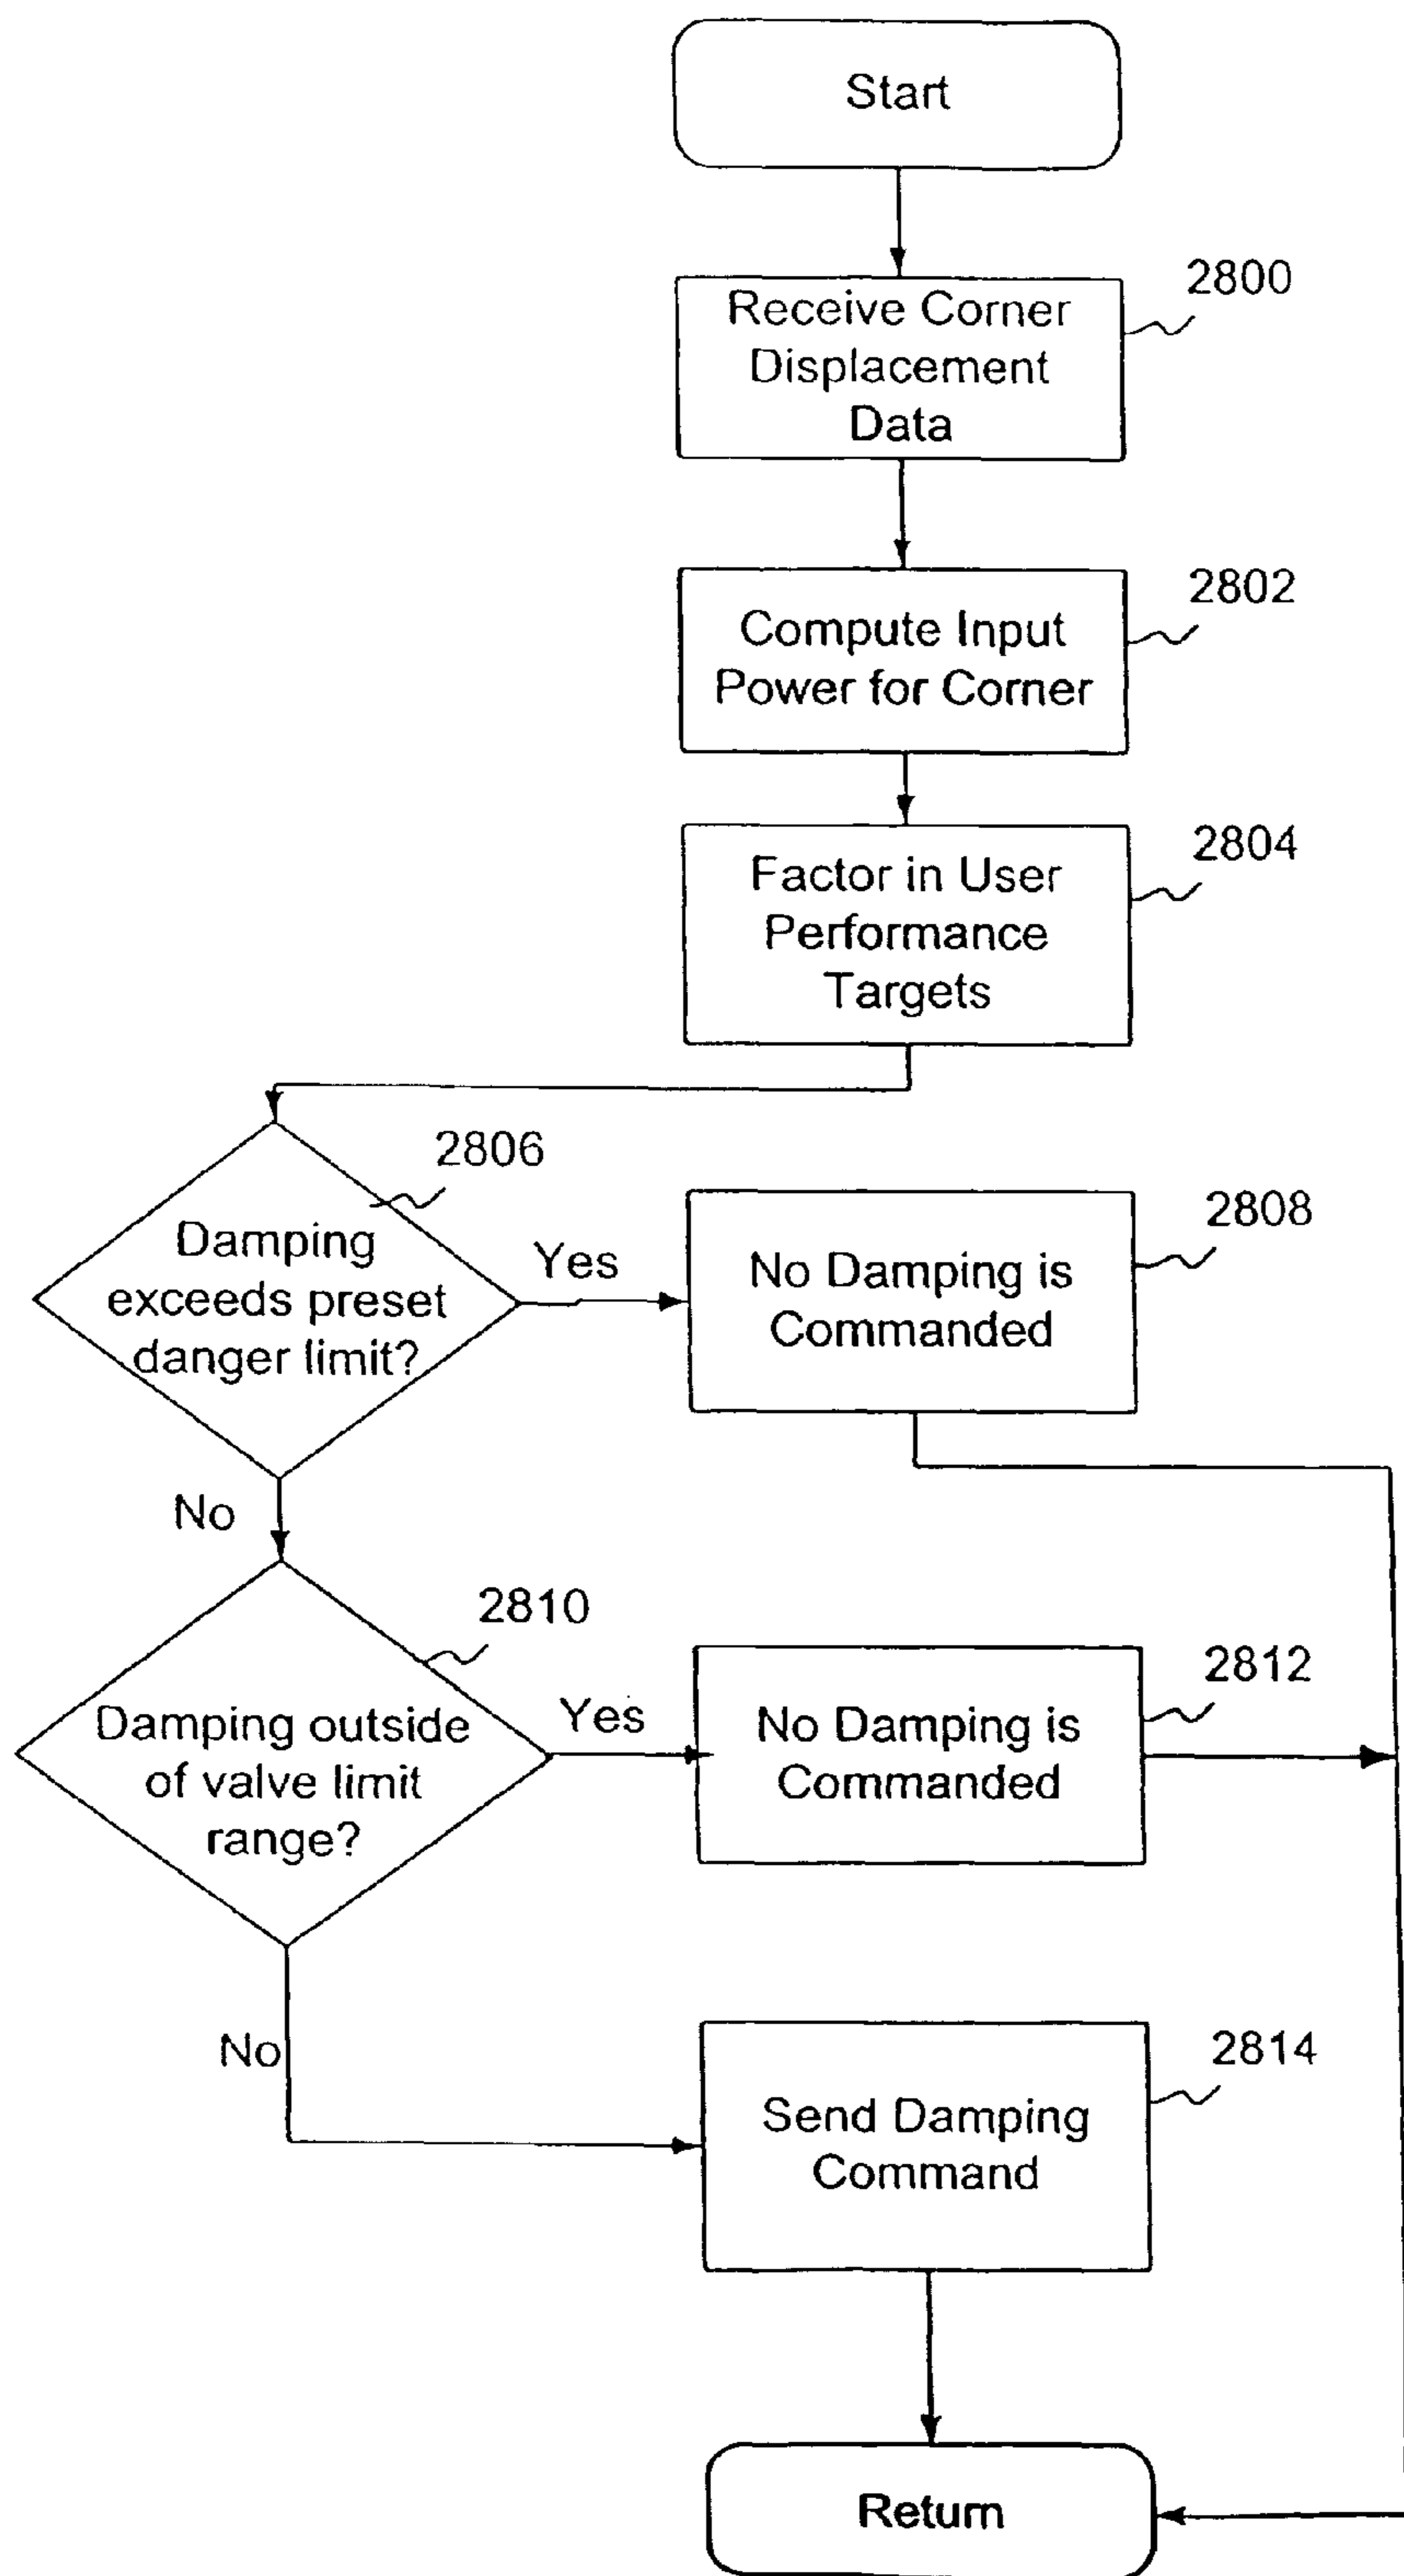 Start
2800
Receive Corner
Displacement
Data
2802
Compute Input
Power for Corner
2804
Factor in User
Performance
Targets
2806
Damping
exceeds preset
danger limit?
Yes
2808
No Damping is
Commanded
No
2810
Damping outside
of valve limit
range?
Yes
2812
No Damping is
Commanded
No
2814
Send Damping
Command
Return